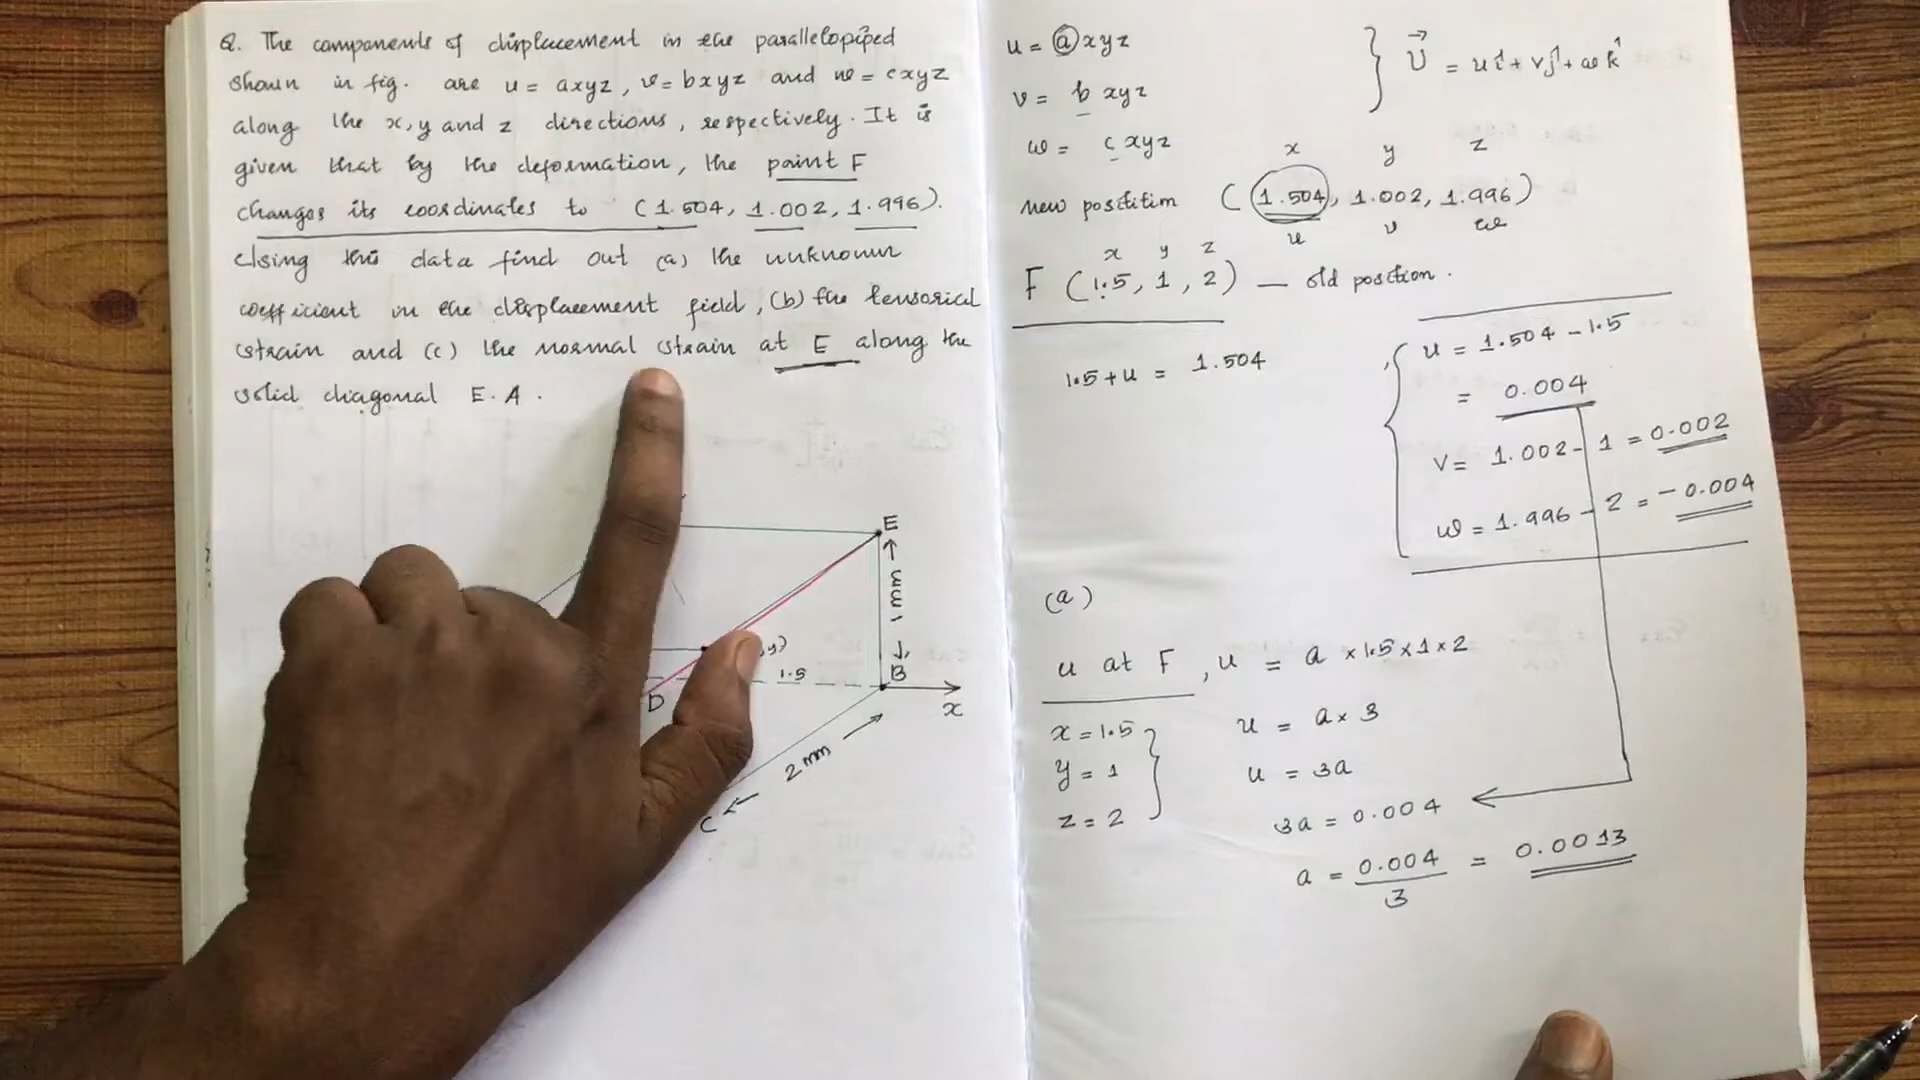 Q. The components of displacement in the parallelopiped
shown in fig. are u = axyz, v = bxyz and w = cxyz
along the x, y and z directions, respectively. It is
given that by the deformation, the point F
changes its coordinates to (1.504, 1.002, 1.996).
Using this data find out (a) the unknown
coefficient in the displacement field, (b) the tensorial
strain and (c) the normal strain at E along the
solid diagonal E.A.
E
1 mm
y)
1.5
B
x
D
2 mm
C
u = axyz
v = b xyz
w = c xyz
U = ui + vj + wk
x y z
new position (1.504, 1.002, 1.996)
u v w
x y z
F (1.5, 1, 2) — old position.
1.5 + u = 1.504
u = 1.504 - 1.5
= 0.004
v = 1.002 - 1 = 0.002
w = 1.996 - 2 = -0.004
(a)
u at F, u = a × 1.5 × 1 × 2
x = 1.5
y = 1
z = 2
u = a × 3
u = 3a
3a = 0.004
a = 0.004 / 3 = 0.0013